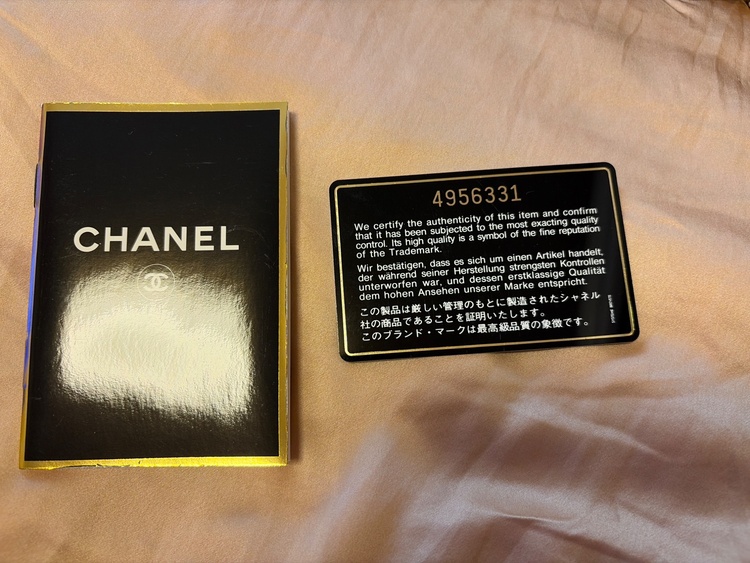 CHANEL
4956331
We certify the authenticity of this item and confirm
that it has been subjected to the most exacting quality
control. Its high quality is a symbol of the fine reputation
of the Trademark.
Wir bestätigen, dass es sich um einen Artikel handelt,
der während seiner Herstellung strengsten Kontrollen
unterworfen war, und dessen erstklassige Qualität
dem hohen Ansehen unserer Marke entspricht.
この製品は厳しい管理のもとに製造されたシャネル
社の商品であることを証明いたします。
このブランド・マークは最高級品質の象徴です。